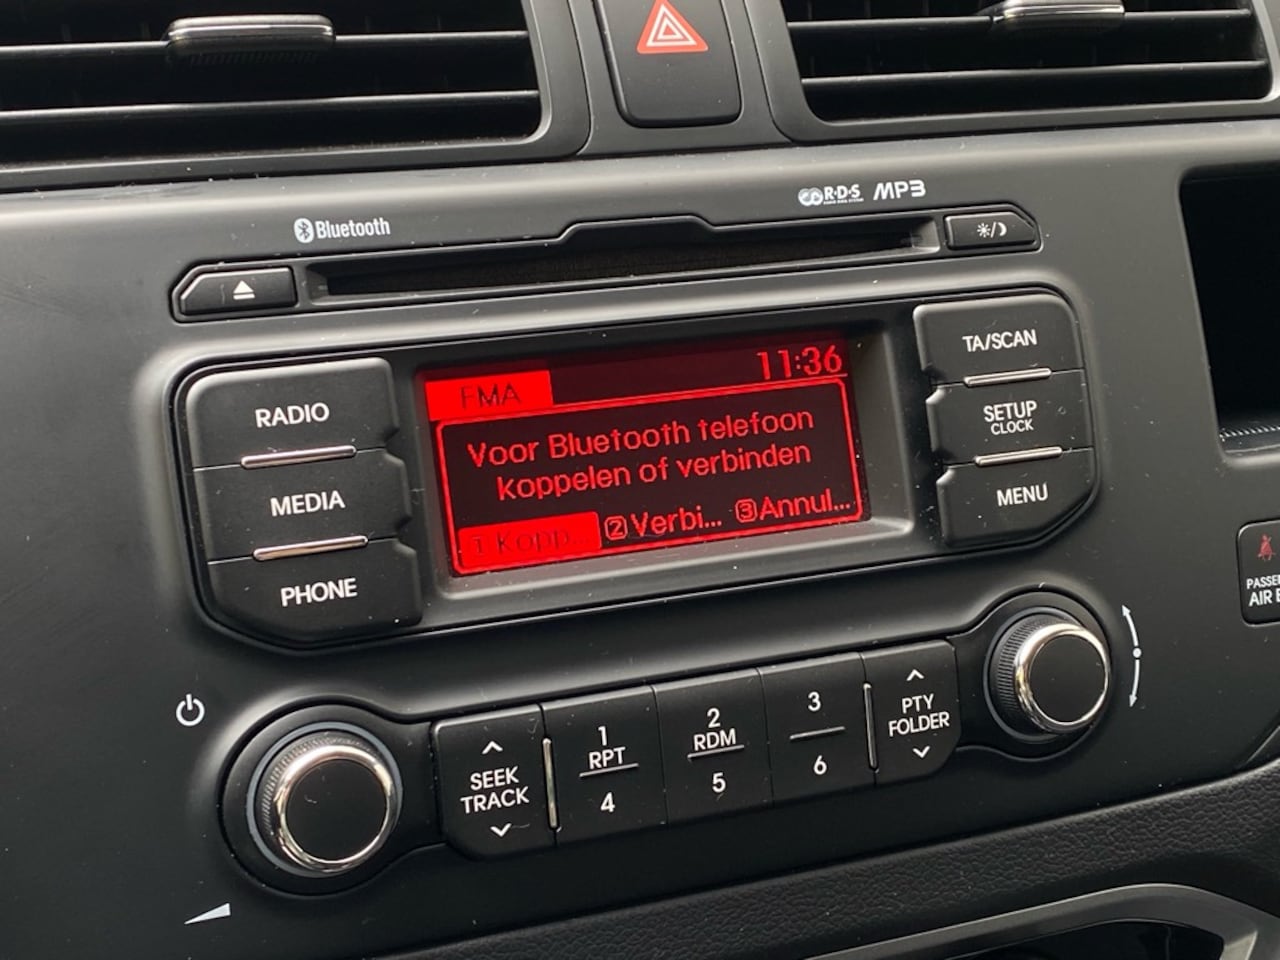 Bluetooth
R·D·S MP3
RADIO
MEDIA
PHONE
FMA
11:36
Voor Bluetooth telefoon
koppelen of verbinden
1 Kopp... 2 Verbi... 3 Annul...
TA/SCAN
SETUP
CLOCK
MENU
PASSE
AIR B
SEEK
TRACK
1
RPT
4
2
RDM
5
3
6
PTY
FOLDER